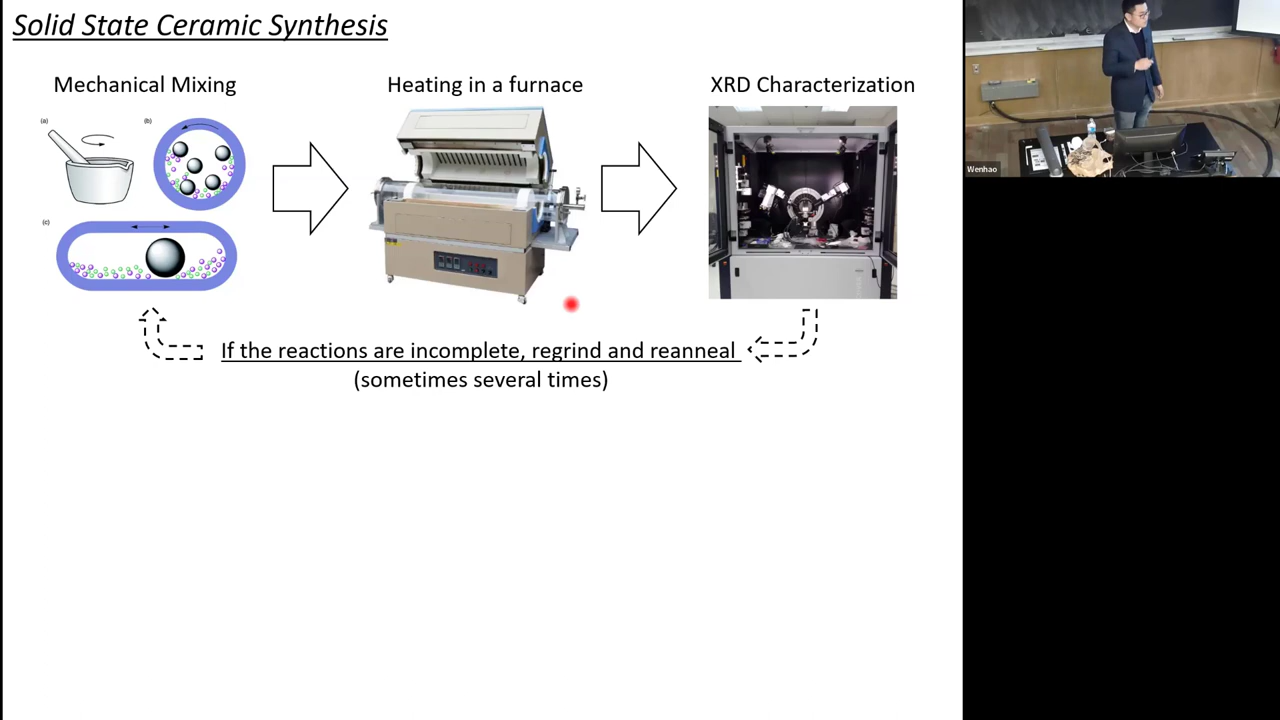 Solid State Ceramic Synthesis
Mechanical Mixing
Heating in a furnace
XRD Characterization
(a)
(b)
(c)
If the reactions are incomplete, regrind and reanneal
(sometimes several times)
Wenhao